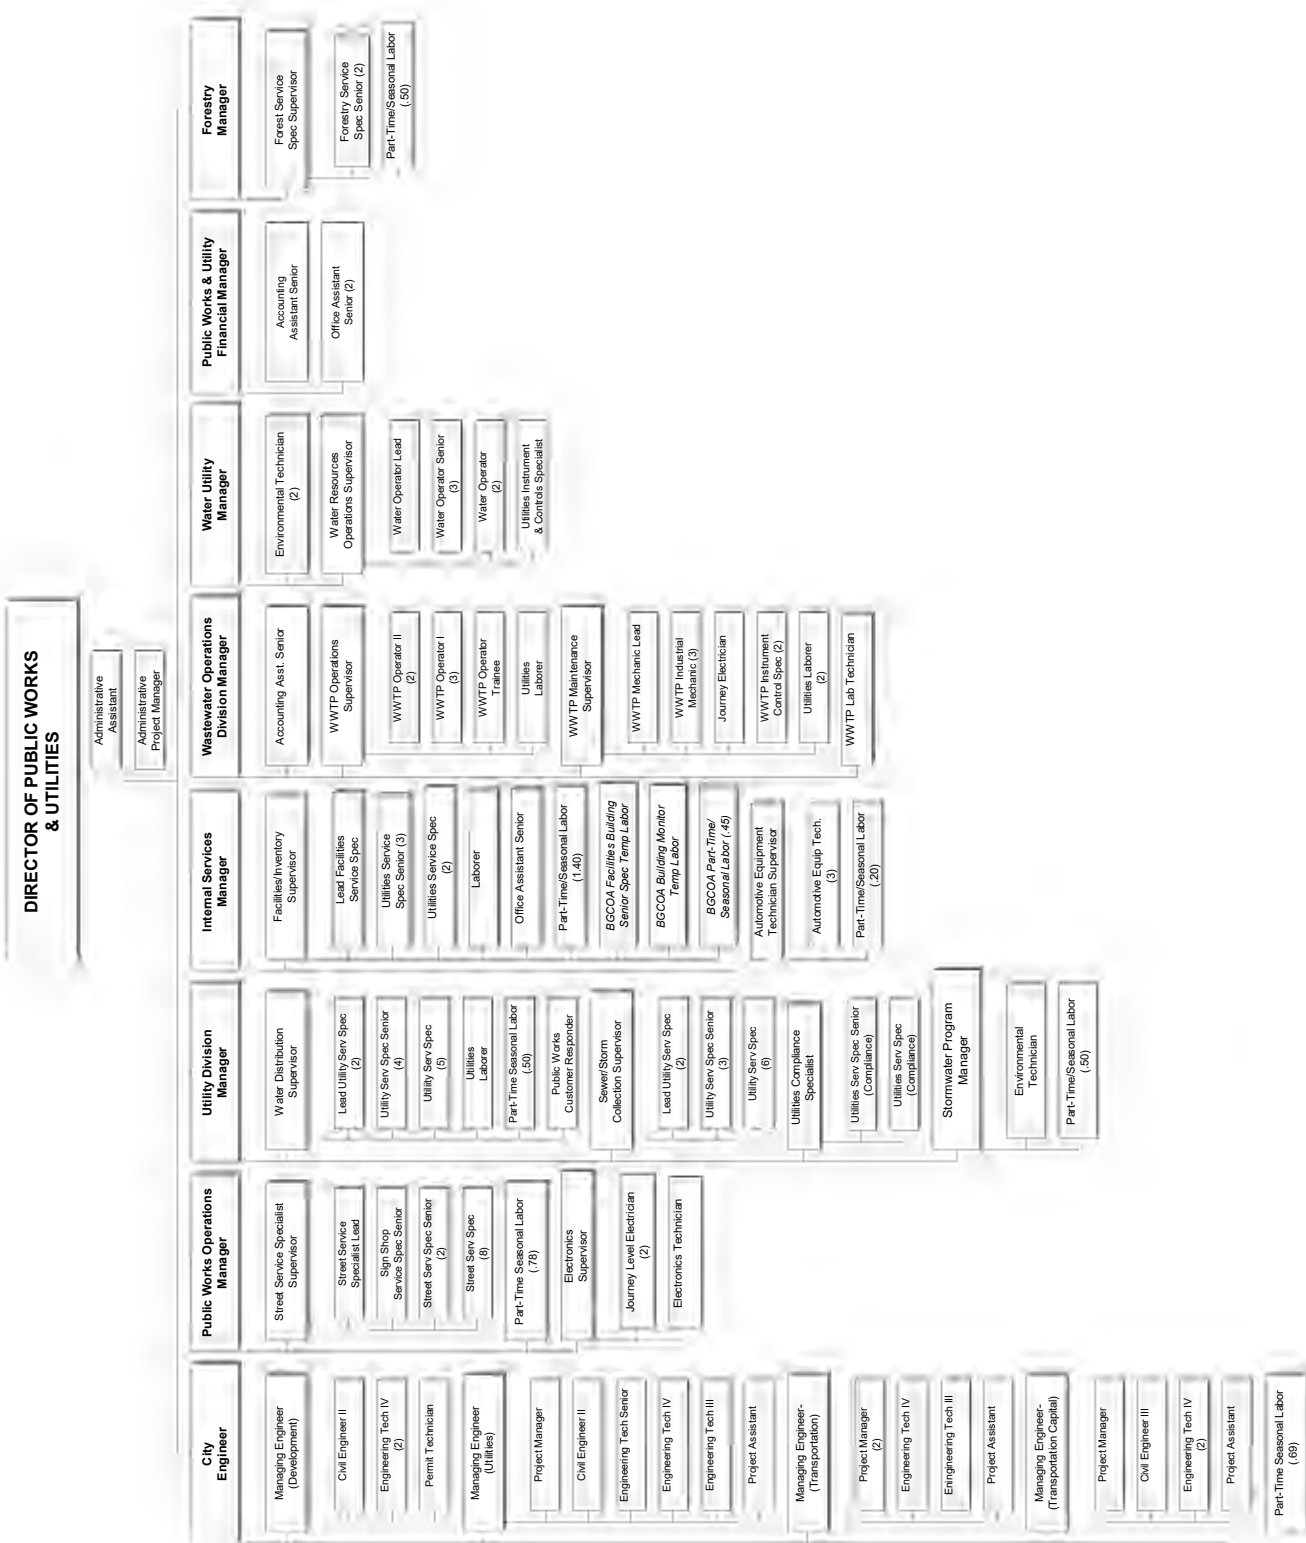 DIRECTOR OF PUBLIC WORKS
& UTILITIES
Administrative
Assistant
Administrative
Project Manager
City
Engineer
Managing Engineer
(Development)
Civil Engineer II
Engineering Tech IV
(2)
Permit Technician
Managing Engineer
(Utilities)
Project Manager
Civil Engineer II
Engineering Tech Senior
Engineering Tech IV
Engineering Tech III
Project Assistant
Managing Engineer-
(Transportation)
Project Manager
(2)
Engineering Tech IV
Eningineering Tech III
Project Assistant
Managing Engineer-
(Transportation Capital)
Project Manager
Civil Engineer III
Engineering Tech IV
(2)
Project Assistant
Part-Time Seasonal Labor
(.69)
Public Works Operations
Manager
Street Service Specialist
Supervisor
Street Service
Specialist Lead
Sign Shop
Service Spec Senior
Street Serv Spec Senior
(2)
Street Serv Spec
(8)
Part-Time Seasonal Labor
(.78)
Electronics
Supervisor
Journey Level Electrician
(2)
Electronics Technician
Utility Division
Manager
Water Distribution
Supervisor
Lead Utility Serv Spec
(2)
Utility Serv Spec Senior
(4)
Utility Serv Spec
(5)
Utilities
Laborer
Part-Time Seasonal Labor
(.50)
Public Works
Customer Responder
Sewer/Storm
Collection Supervisor
Lead Utility Serv Spec
(2)
Utility Serv Spec Senior
(3)
Utility Serv Spec
(6)
Utilities Compliance
Specialist
Utilities Serv Spec Senior
(Compliance)
Utilities Serv Spec
(Compliance)
Stormwater Program
Manager
Environmental
Technician
Part-Time/Seasonal Labor
(.50)
Internal Services
Manager
Facilities/Inventory
Supervisor
Lead Facilities
Service Spec
Utilities Service
Spec Senior (3)
Utilities Service Spec
(2)
Laborer
Office Assistant Senior
Part-Time/Seasonal Labor
(1.40)
BGCOA Facilities Building
Senior Spec Temp Labor
BGCOA Building Monitor
Temp Labor
BGCOA Part-Time/
Seasonal Labor (.45)
Automotive Equipment
Technician Supervisor
Automotive Equip Tech.
(3)
Part-Time/Seasonal Labor
(.20)
Wastewater Operations
Division Manager
Accounting Asst. Senior
WWTP Operations
Supervisor
WWTP Operator II
(2)
WWTP Operator I
(3)
WWTP Operator
Trainee
Utilities
Laborer
WWTP Maintenance
Supervisor
WWTP Mechanic Lead
WWTP Industrial
Mechanic (3)
Journey Electrician
WWTP Instrument
Control Spec (2)
Utilities Laborer
(2)
WWTP Lab Technician
Water Utility
Manager
Environmental Technician
(2)
Water Resources
Operations Supervisor
Water Operator Lead
Water Operator Senior
(3)
Water Operator
(2)
Utilities Instrument
& Controls Specialist
Public Works & Utility
Financial Manager
Accounting
Assistant Senior
Office Assistant
Senior (2)
Forestry
Manager
Forest Service
Spec Supervisor
Forestry Service
Spec Senior (2)
Part-Time/Seasonal Labor
(.50)